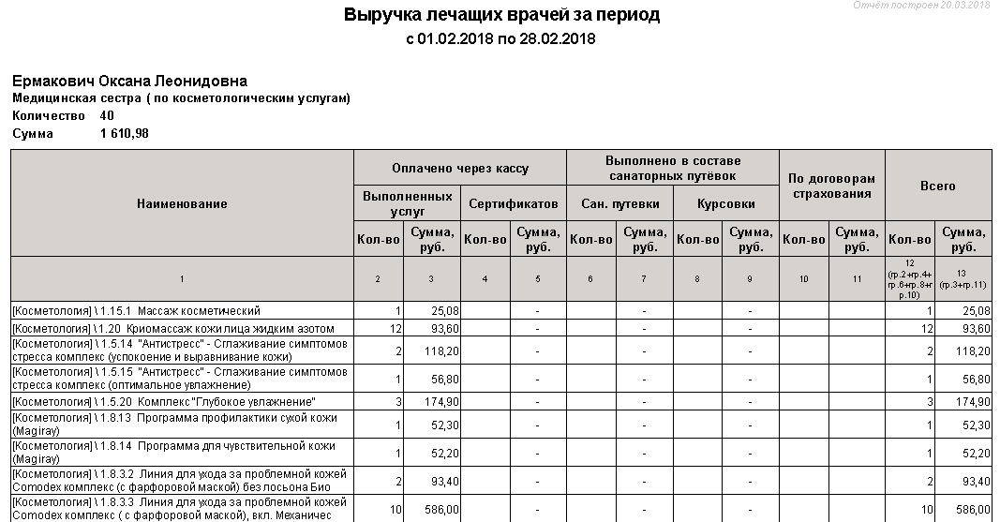 Отчёт построен 20.03.2018
Выручка лечащих врачей за период
с 01.02.2018 по 28.02.2018
Ермакович Оксана Леонидовна
Медицинская сестра ( по косметологическим услугам)
Количество 40
Сумма 1 610,98
Наименование
Оплачено через кассу
Выполнено в составе
санаторных путёвок
По договорам
страхования
Всего
Выполненных
услуг
Сертификатов
Сан. путевки
Курсовки
Кол-во Сумма, руб. Кол-во Сумма, руб. Кол-во Сумма, руб. Кол-во Сумма, руб. Кол-во Сумма, руб. Кол-во Сумма, руб.
1 2 3 4 5 6 7 8 9 10 11 12 (гр.2+гр.4+гр.6+гр.8+гр.10) 13 (гр.3+гр.11)
[Косметология] \ 1.15.1 Массаж косметический 1 25,08 - - - 1 25,08
[Косметология] \ 1.20 Криомассаж кожи лица жидким азотом 12 93,60 - - - 12 93,60
[Косметология] \ 1.5.14 "Антистресс" - Сглаживание симптомов
стресса комплекс (успокоение и выравнивание кожи) 2 118,20 - - - 2 118,20
[Косметология] \ 1.5.15 "Антистресс" - Сглаживание симптомов
стресса комплекс (оптимальное увлажнение) 1 56,80 - - - 1 56,80
[Косметология] \ 1.5.20 Комплекс "Глубокое увлажнение" 3 174,90 - - - 3 174,90
[Косметология] \ 1.8.13 Программа профилактики сухой кожи
(Magiray) 1 52,30 - - - 1 52,30
[Косметология] \ 1.8.14 Программа для чувствительной кожи
(Magiray) 1 52,20 - - - 1 52,20
[Косметология] \ 1.8.3.2 Линия для ухода за проблемной кожей
Comodex комплекс (с фарфоровой маской) без лосьона Био 2 93,40 - - - 2 93,40
[Косметология] \ 1.8.3.3 Линия для ухода за проблемной кожей
Comodex комплекс ( с фарфоровой маской), вкл. Механичес 10 586,00 - - - 10 586,00